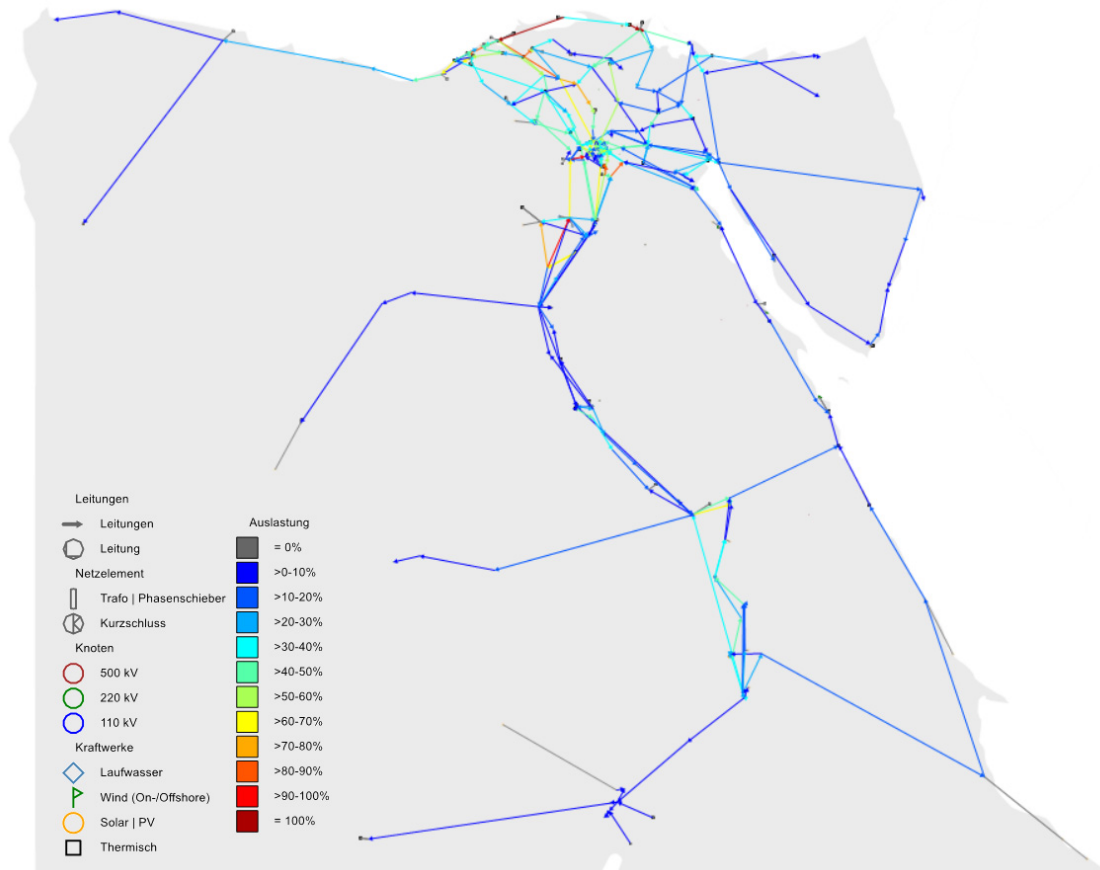 Leitungen
Leitungen
Leitung
Netzelement
Trafo | Phasenschieber
Kurzschluss
Knoten
500 kV
220 kV
110 kV
Kraftwerke
Laufwasser
Wind (On-/Offshore)
Solar | PV
Thermisch
Auslastung
= 0%
>0-10%
>10-20%
>20-30%
>30-40%
>40-50%
>50-60%
>60-70%
>70-80%
>80-90%
>90-100%
= 100%